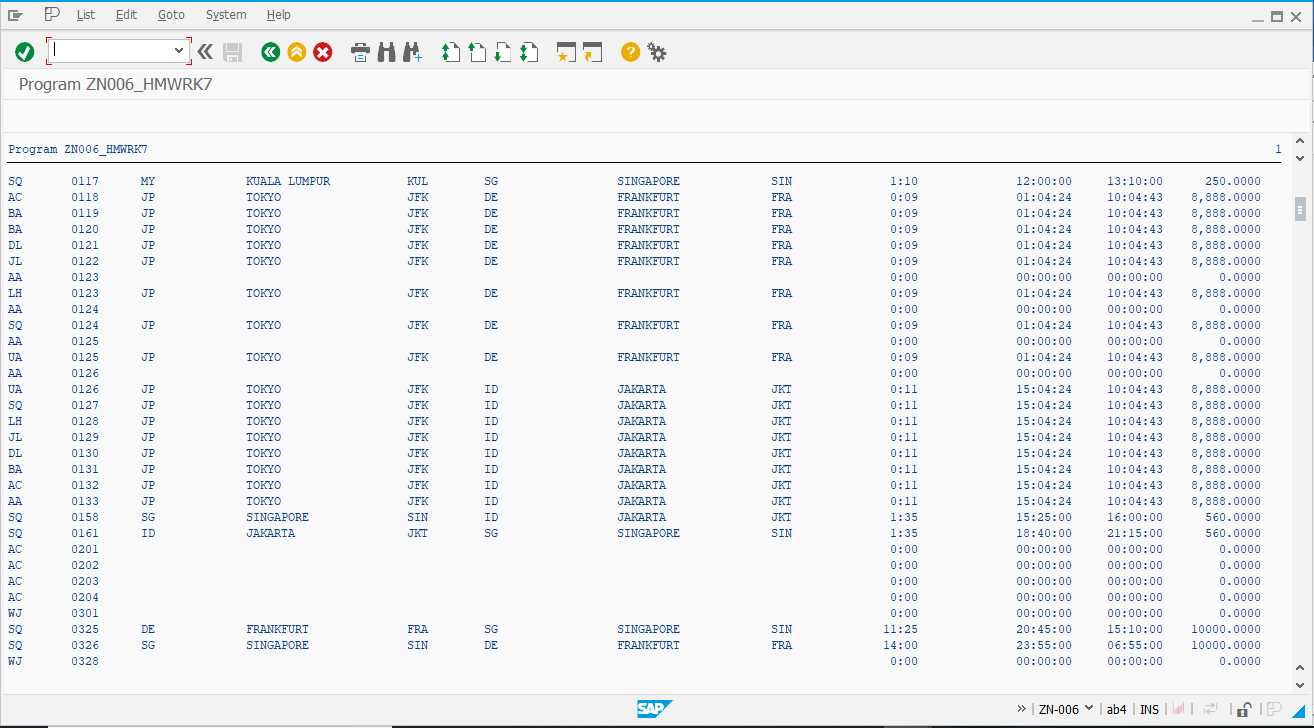 List Edit Goto System Help
Program ZN006_HMWRK7
Program ZN006_HMWRK7 1
SQ 0117 MY KUALA LUMPUR KUL SG SINGAPORE SIN 1:10 12:00:00 13:10:00 250.0000
AC 0118 JP TOKYO JFK DE FRANKFURT FRA 0:09 01:04:24 10:04:43 8,888.0000
BA 0119 JP TOKYO JFK DE FRANKFURT FRA 0:09 01:04:24 10:04:43 8,888.0000
BA 0120 JP TOKYO JFK DE FRANKFURT FRA 0:09 01:04:24 10:04:43 8,888.0000
DL 0121 JP TOKYO JFK DE FRANKFURT FRA 0:09 01:04:24 10:04:43 8,888.0000
JL 0122 JP TOKYO JFK DE FRANKFURT FRA 0:09 01:04:24 10:04:43 8,888.0000
AA 0123 0:00 00:00:00 00:00:00 0.0000
LH 0123 JP TOKYO JFK DE FRANKFURT FRA 0:09 01:04:24 10:04:43 8,888.0000
AA 0124 0:00 00:00:00 00:00:00 0.0000
SQ 0124 JP TOKYO JFK DE FRANKFURT FRA 0:09 01:04:24 10:04:43 8,888.0000
AA 0125 0:00 00:00:00 00:00:00 0.0000
UA 0125 JP TOKYO JFK DE FRANKFURT FRA 0:09 01:04:24 10:04:43 8,888.0000
AA 0126 0:00 00:00:00 00:00:00 0.0000
UA 0126 JP TOKYO JFK ID JAKARTA JKT 0:11 15:04:24 10:04:43 8,888.0000
SQ 0127 JP TOKYO JFK ID JAKARTA JKT 0:11 15:04:24 10:04:43 8,888.0000
LH 0128 JP TOKYO JFK ID JAKARTA JKT 0:11 15:04:24 10:04:43 8,888.0000
JL 0129 JP TOKYO JFK ID JAKARTA JKT 0:11 15:04:24 10:04:43 8,888.0000
DL 0130 JP TOKYO JFK ID JAKARTA JKT 0:11 15:04:24 10:04:43 8,888.0000
BA 0131 JP TOKYO JFK ID JAKARTA JKT 0:11 15:04:24 10:04:43 8,888.0000
AC 0132 JP TOKYO JFK ID JAKARTA JKT 0:11 15:04:24 10:04:43 8,888.0000
AA 0133 JP TOKYO JFK ID JAKARTA JKT 0:11 15:04:24 10:04:43 8,888.0000
SQ 0158 SG SINGAPORE SIN ID JAKARTA JKT 1:35 15:25:00 16:00:00 560.0000
SQ 0161 ID JAKARTA JKT SG SINGAPORE SIN 1:35 18:40:00 21:15:00 560.0000
AC 0201 0:00 00:00:00 00:00:00 0.0000
AC 0202 0:00 00:00:00 00:00:00 0.0000
AC 0203 0:00 00:00:00 00:00:00 0.0000
AC 0204 0:00 00:00:00 00:00:00 0.0000
WJ 0301 0:00 00:00:00 00:00:00 0.0000
SQ 0325 DE FRANKFURT FRA SG SINGAPORE SIN 11:25 20:45:00 15:10:00 10000.0000
SQ 0326 SG SINGAPORE SIN DE FRANKFURT FRA 14:00 23:55:00 06:55:00 10000.0000
WJ 0328 0:00 00:00:00 00:00:00 0.0000
SAP » ZN-006 ab4 INS